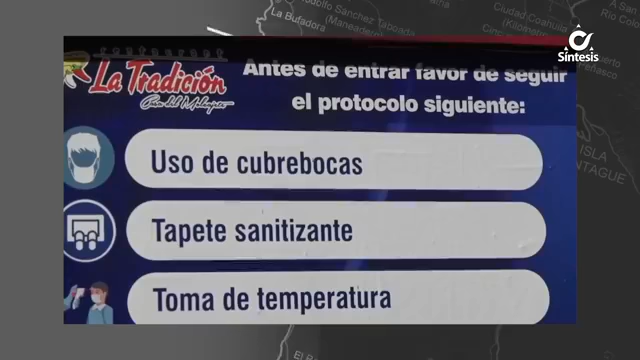 Síntesis
La Tradición
Antes de entrar favor de seguir
el protocolo siguiente:
Uso de cubrebocas
Tapete sanitizante
Toma de temperatura
La Bufadora
ISLA